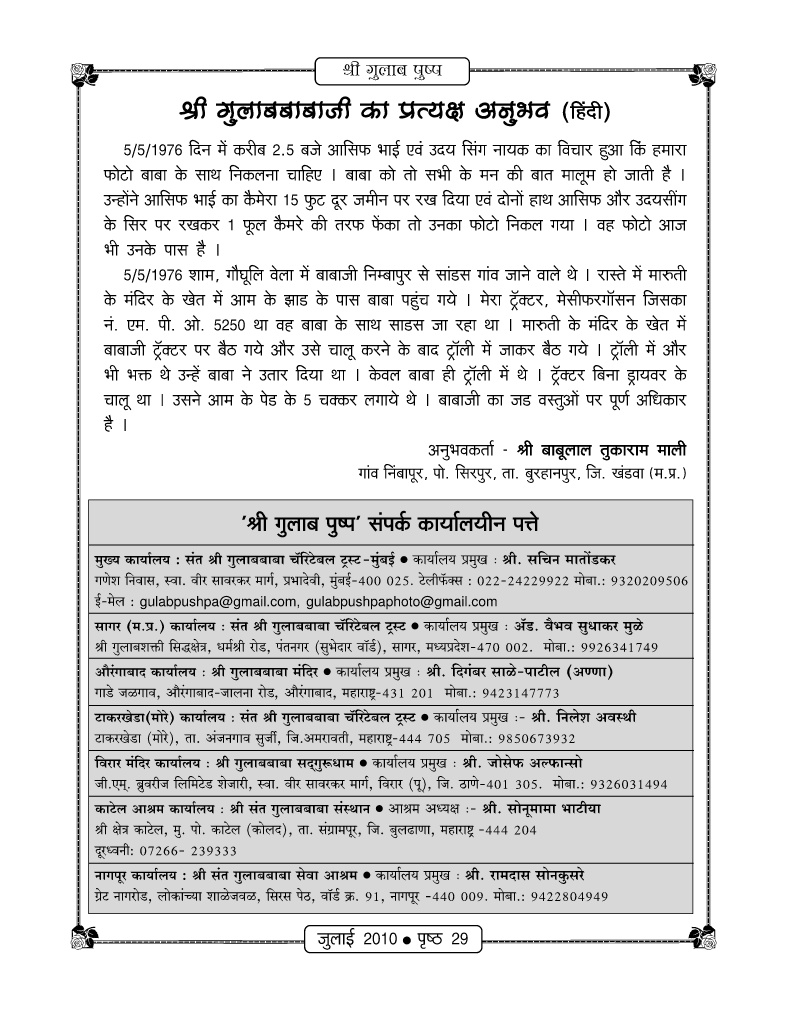 श्री गुलाब पुष्प
श्री गुलाबबाबाजी का प्रत्यक्ष अनुभव (हिंदी)
5/5/1976 दिन में करीब 2.5 बजे आसिफ भाई एवं उदय सिंग नायक का विचार हुआ किं हमारा
फोटो बाबा के साथ निकलना चाहिए । बाबा को तो सभी के मन की बात मालूम हो जाती है ।
उन्होंने आसिफ भाई का कैमेरा 15 फुट दूर जमीन पर रख दिया एवं दोनों हाथ आसिफ और उदयसींग
के सिर पर रखकर 1 फूल कैमरे की तरफ फेंका तो उनका फोटो निकल गया । वह फोटो आज
भी उनके पास है ।
5/5/1976 शाम, गौघूलि वेला में बाबाजी निम्बापुर से सांडस गांव जाने वाले थे । रास्ते में मारुती
के मंदिर के खेत में आम के झाड के पास बाबा पहुंच गये । मेरा ट्रॅक्टर, मेसीफरगॉसन जिसका
नं. एम. पी. ओ. 5250 था वह बाबा के साथ साडस जा रहा था । मारुती के मंदिर के खेत में
बाबाजी ट्रॅक्टर पर बैठ गये और उसे चालू करने के बाद ट्रॉली में जाकर बैठ गये । ट्रॉली में और
भी भक्त थे उन्हें बाबा ने उतार दिया था । केवल बाबा ही ट्रॉली में थे । ट्रॅक्टर बिना ड्रायवर के
चालू था । उसने आम के पेड के 5 चक्कर लगाये थे । बाबाजी का जड वस्तुओं पर पूर्ण अधिकार
है ।
अनुभवकर्ता - श्री बाबूलाल तुकाराम माली
गांव निंबापूर, पो. सिरपुर, ता. बुरहानपुर, जि. खंडवा (म.प्र.)
'श्री गुलाब पुष्प' संपर्क कार्यालयीन पत्ते
मुख्य कार्यालय : संत श्री गुलाबबाबा चॅरिटेबल ट्रस्ट -मुंबई ● कार्यालय प्रमुख : श्री. सचिन मातोंडकर
गणेश निवास, स्वा. वीर सावरकर मार्ग, प्रभादेवी, मुंबई-400 025. टेलीफॅक्स : 022-24229922 मोबा.: 9320209506
ई-मेल : gulabpushpa@gmail.com, gulabpushpaphoto@gmail.com
सागर (म.प्र.) कार्यालय : संत श्री गुलाबबाबा चॅरिटेबल ट्रस्ट ● कार्यालय प्रमुख : अ‍ॅड. वैभव सुधाकर मुळे
श्री गुलाबशक्ती सिद्धक्षेत्र, धर्मश्री रोड, पंतनगर (सुभेदार वॉर्ड), सागर, मध्यप्रदेश-470 002. मोबा.: 9926341749
औरंगाबाद कार्यालय : श्री गुलाबबाबा मंदिर ● कार्यालय प्रमुख : श्री. दिगंबर साळे-पाटील (अण्णा)
गाडे जळगाव, औरंगाबाद-जालना रोड, औरंगाबाद, महाराष्ट्र-431 201 मोबा.: 9423147773
टाकरखेडा(मोरे) कार्यालय : संत श्री गुलाबबाबा चॅरिटेबल ट्रस्ट ● कार्यालय प्रमुख :- श्री. निलेश अवस्थी
टाकरखेडा (मोरे), ता. अंजनगाव सुर्जी, जि.अमरावती, महाराष्ट्र-444 705 मोबा.: 9850673932
विरार मंदिर कार्यालय : श्री गुलाबबाबा सद्‌गुरूधाम ● कार्यालय प्रमुख : श्री. जोसेफ अल्फान्सो
जी.एम्. ब्रुवरीज लिमिटेड शेजारी, स्वा. वीर सावरकर मार्ग, विरार (पू), जि. ठाणे-401 305. मोबा.: 9326031494
काटेल आश्रम कार्यालय : श्री संत गुलाबबाबा संस्थान ● आश्रम अध्यक्ष :- श्री. सोनूमामा भाटीया
श्री क्षेत्र काटेल, मु. पो. काटेल (कोलद), ता. संग्रामपूर, जि. बुलढाणा, महाराष्ट्र -444 204
दूरध्वनी: 07266- 239333
नागपूर कार्यालय : श्री संत गुलाबबाबा सेवा आश्रम ● कार्यालय प्रमुख : श्री. रामदास सोनकुसरे
ग्रेट नागरोड, लोकांच्या शाळेजवळ, सिरस पेठ, वॉर्ड क्र. 91, नागपूर -440 009. मोबा.: 9422804949
जुलाई 2010 ● पृष्ठ 29